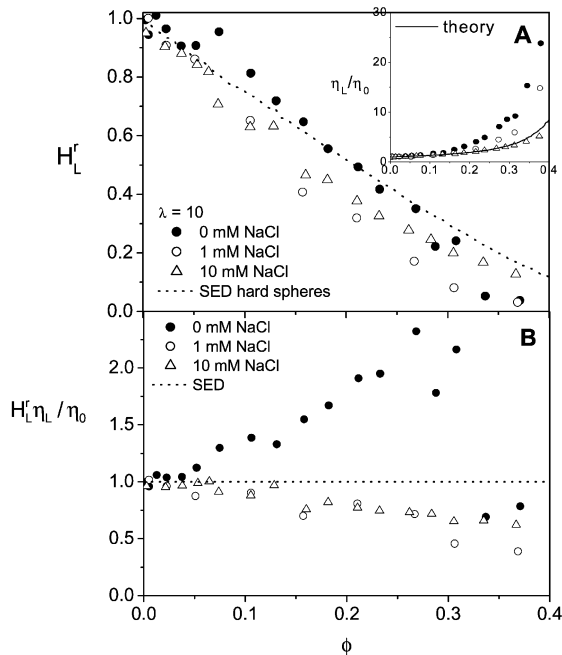 1.0
0.8
0.6
0.4
0.2
0.0
H_L^r
λ = 10
0 mM NaCl
1 mM NaCl
10 mM NaCl
SED hard spheres
A
theory
η_L/η_0
30
20
10
0
0.0 0.1 0.2 0.3 0.4
B
0 mM NaCl
1 mM NaCl
10 mM NaCl
SED
H_L^r η_L / η_0
2.0
1.5
1.0
0.5
0.0
0.0 0.1 0.2 0.3 0.4
ϕ